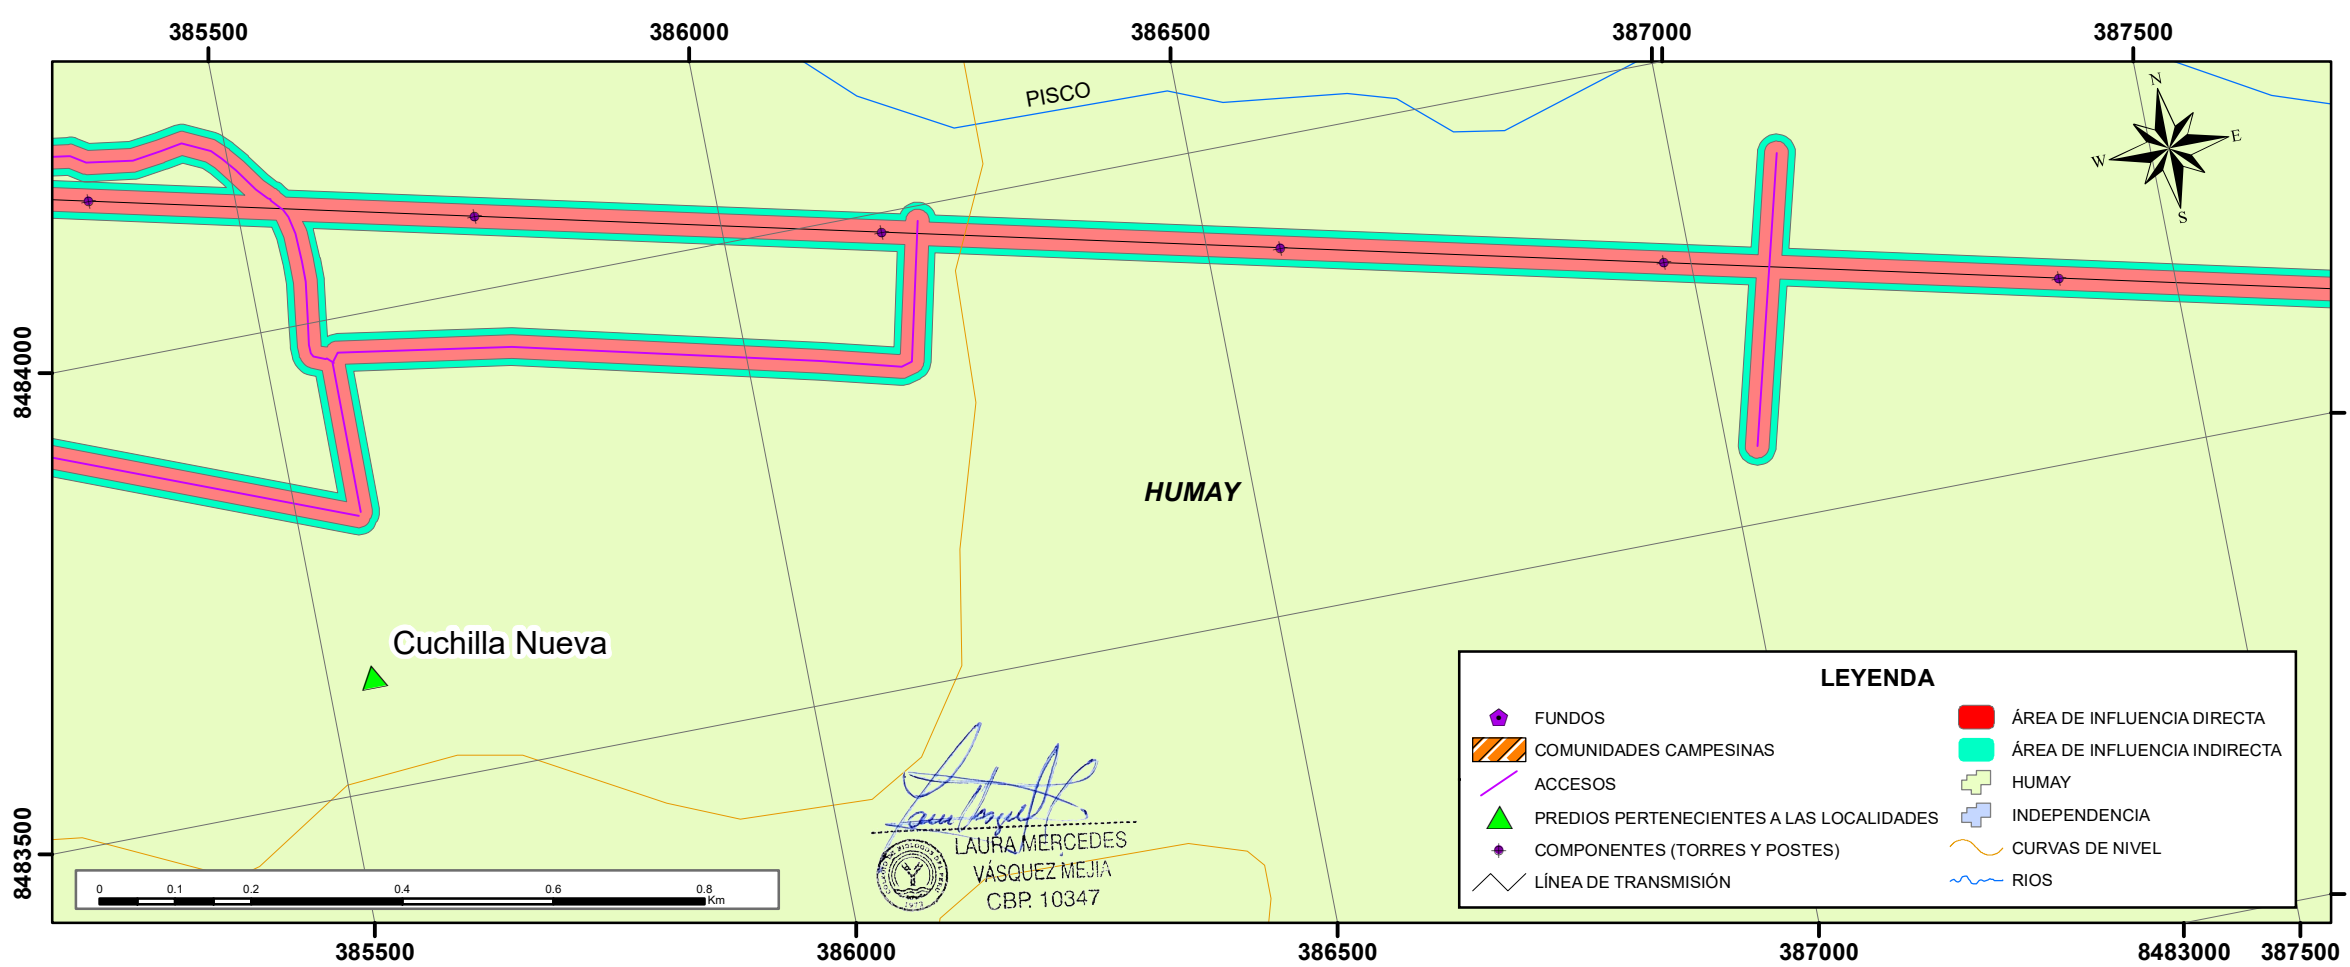 385500 386000 386500 387000 387500
PISCO
N
E
W
S
8484000
HUMAY
Cuchilla Nueva
8483500
LEYENDA
FUNDOS
COMUNIDADES CAMPESINAS
ACCESOS
PREDIOS PERTENECIENTES A LAS LOCALIDADES
COMPONENTES (TORRES Y POSTES)
LÍNEA DE TRANSMISIÓN
ÁREA DE INFLUENCIA DIRECTA
ÁREA DE INFLUENCIA INDIRECTA
HUMAY
INDEPENDENCIA
CURVAS DE NIVEL
RIOS
LAURA MERCEDES
VÁSQUEZ MEJIA
CBP. 10347
0 0.1 0.2 0.4 0.6 0.8
Km
385500 386000 386500 387000 8483000 387500